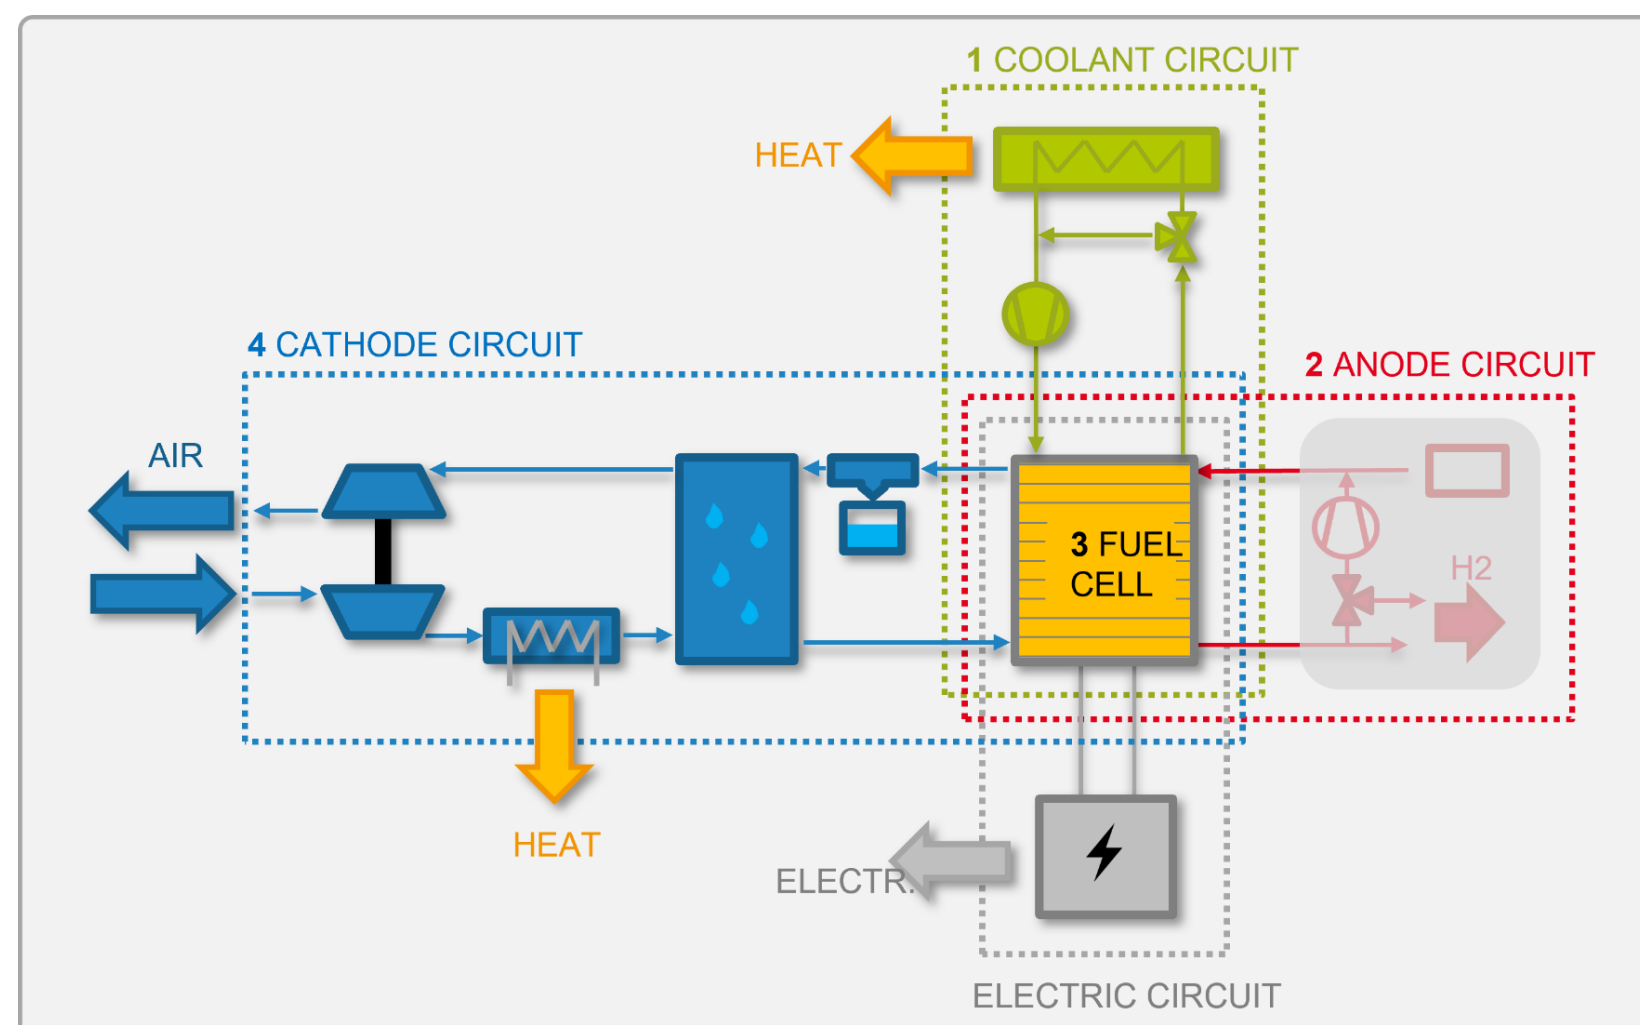 1 COOLANT CIRCUIT
HEAT
4 CATHODE CIRCUIT
2 ANODE CIRCUIT
AIR
3 FUEL
CELL
H2
HEAT
ELECTR.
ELECTRIC CIRCUIT